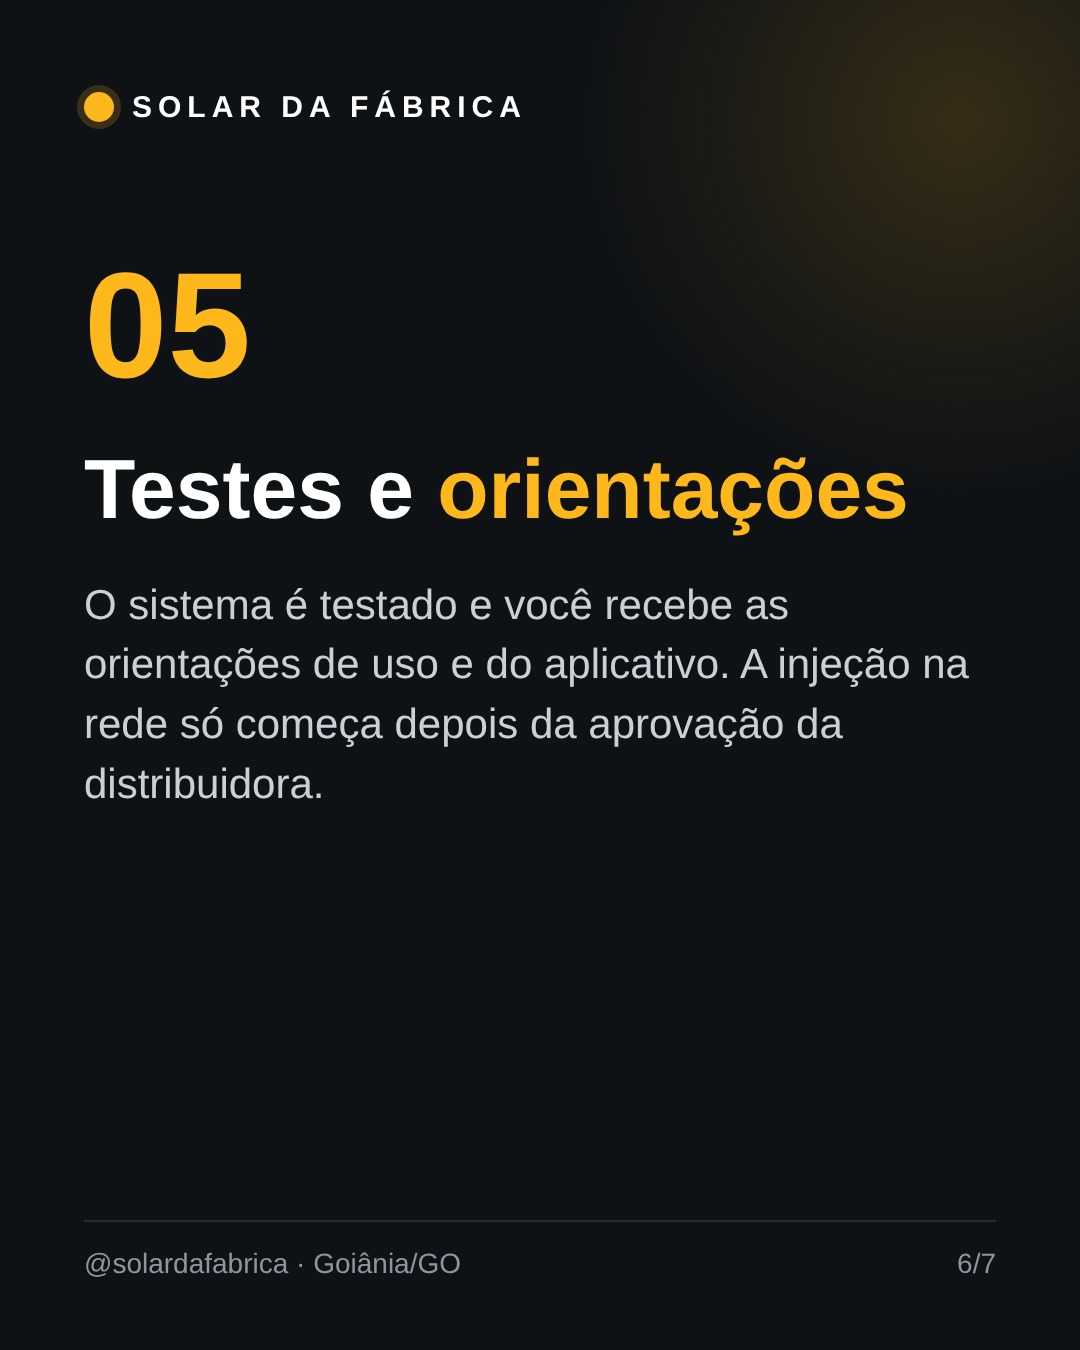 SOLAR DA FÁBRICA
05
Testes e orientações
O sistema é testado e você recebe as
orientações de uso e do aplicativo. A injeção na
rede só começa depois da aprovação da
distribuidora.
@solardafabrica · Goiânia/GO
6/7